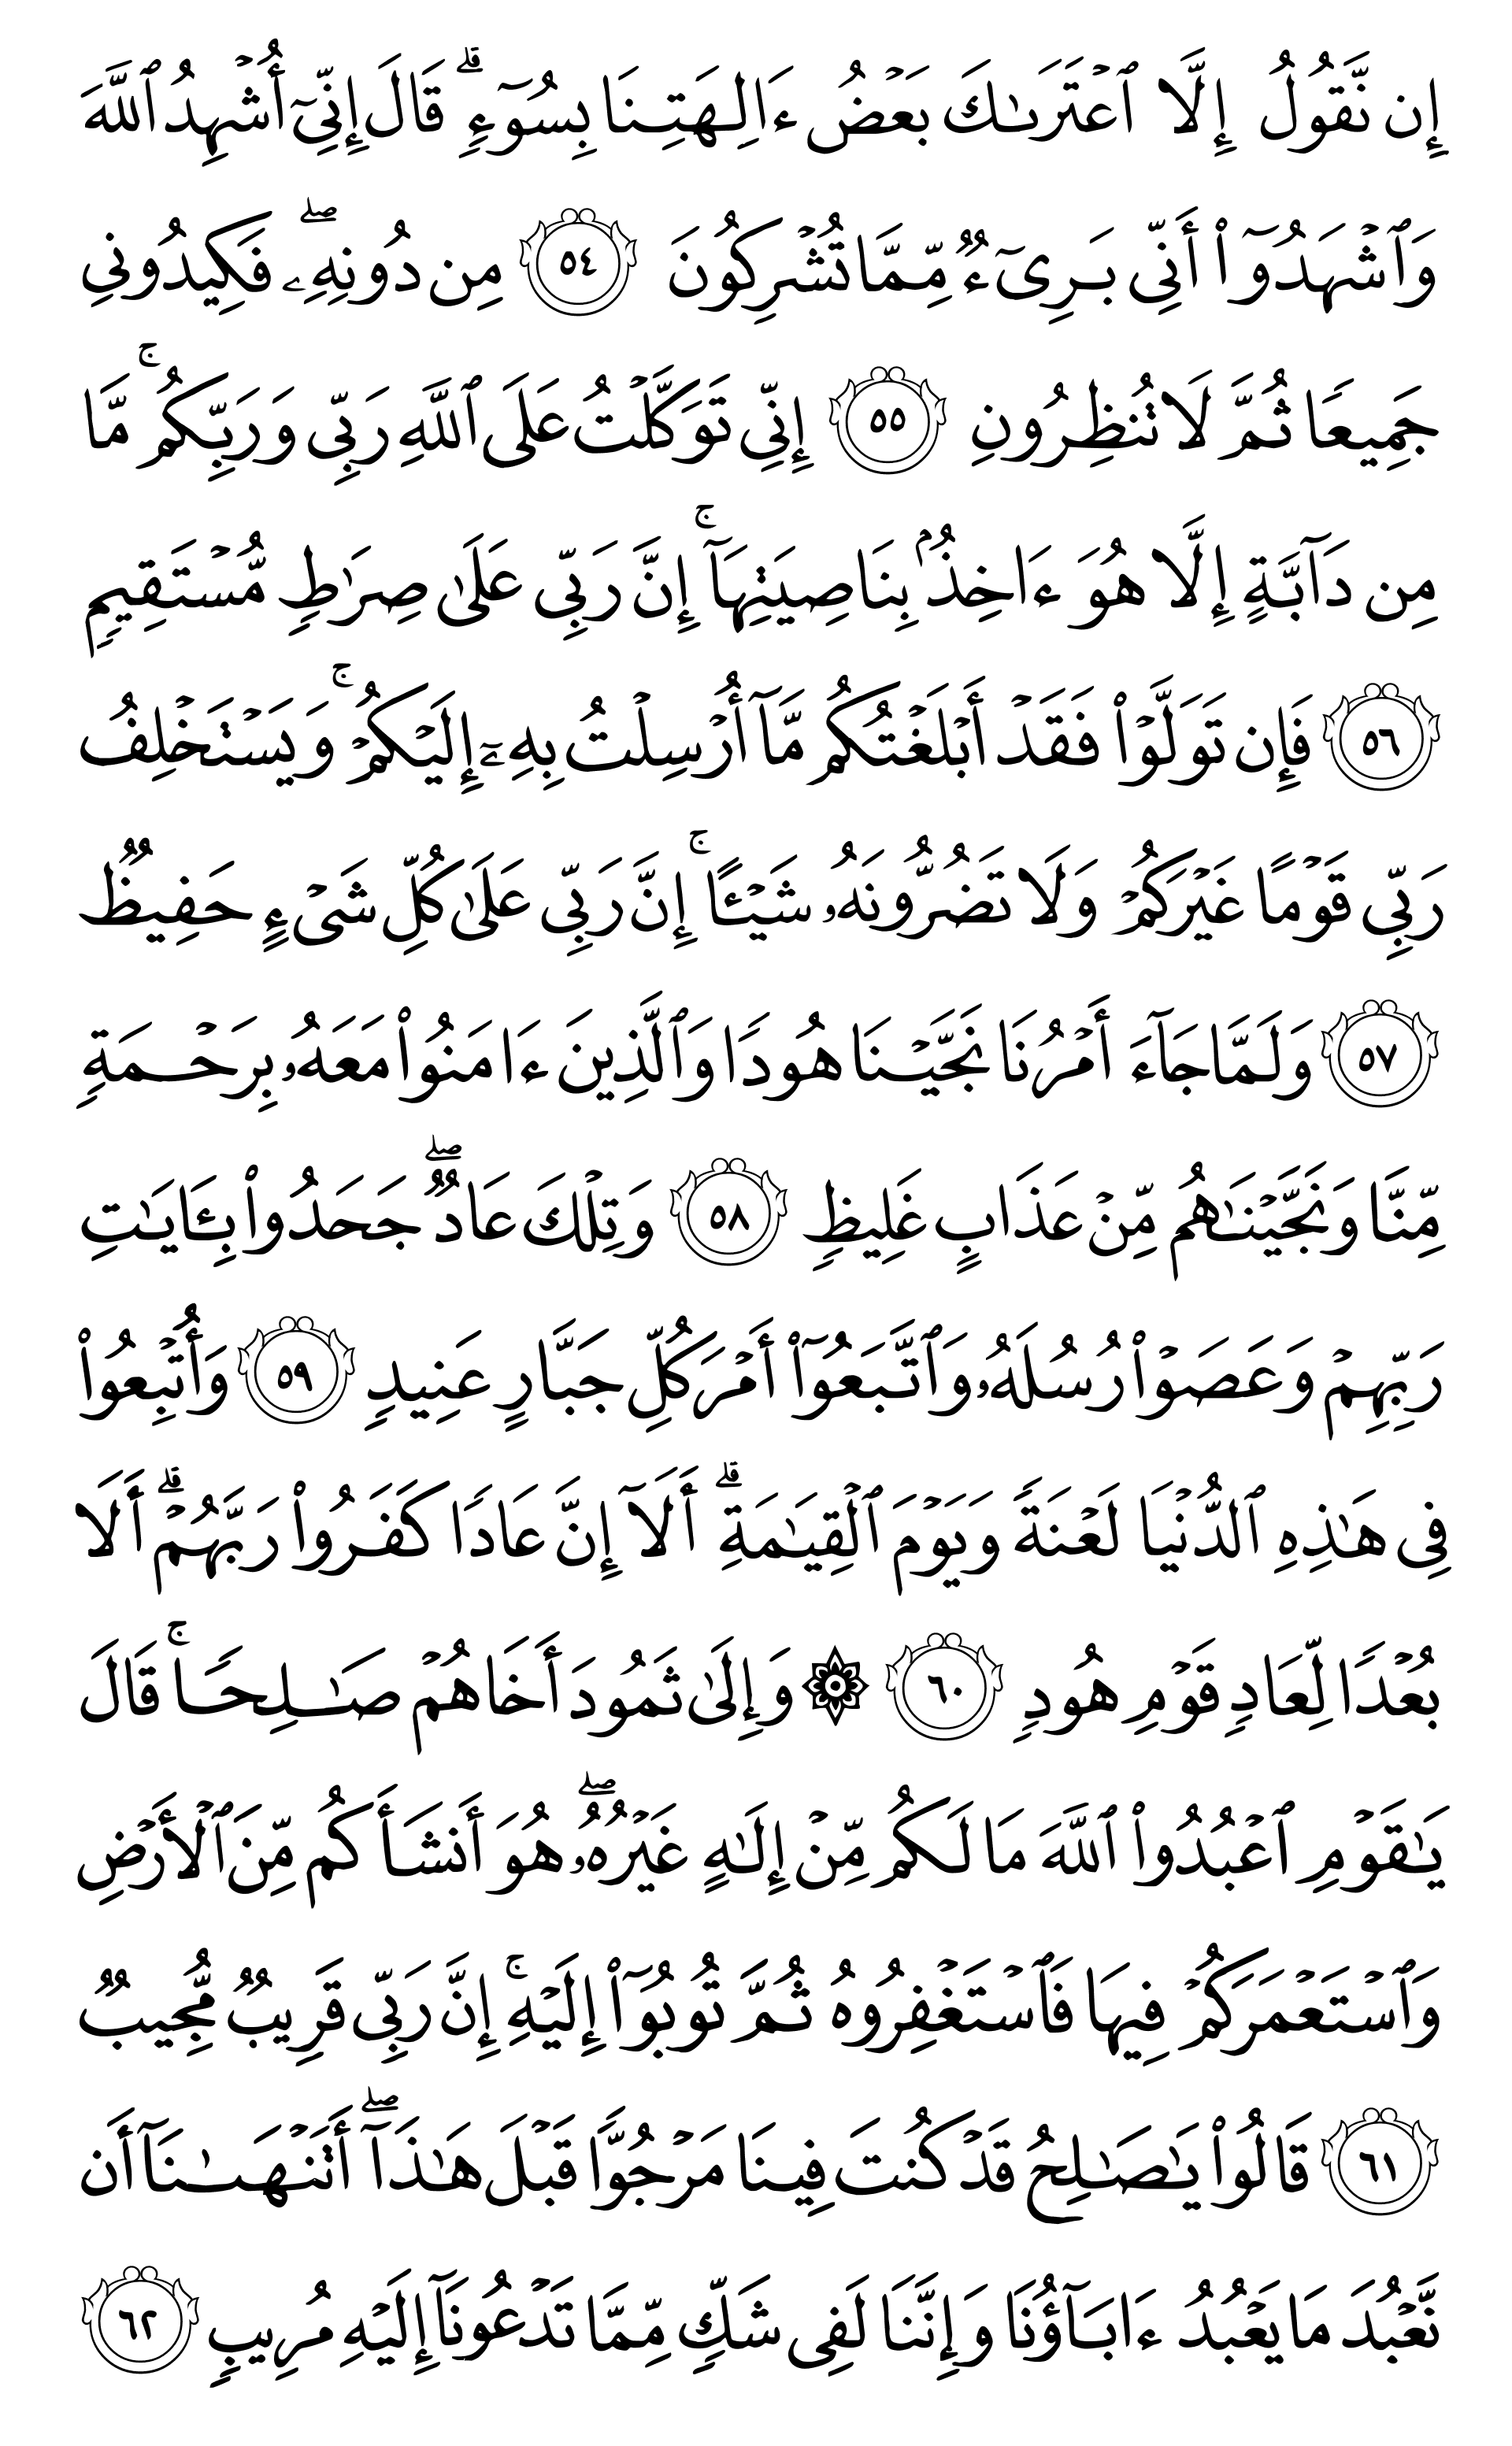 إِن نَّقُولُ إِلَّا ٱعْتَرَىٰكَ بَعْضُ ءَالِهَتِنَا بِسُوٓءٍ ۗ قَالَ إِنِّىٓ أُشْهِدُ ٱللَّهَ
وَٱشْهَدُوٓا۟ أَنِّى بَرِىٓءٌ مِّمَّا تُشْرِكُونَ ٥٤ مِن دُونِهِۦ ۖ فَكِيدُونِى
جَمِيعًا ثُمَّ لَا تُنظِرُونِ ٥٥ إِنِّى تَوَكَّلْتُ عَلَى ٱللَّهِ رَبِّى وَرَبِّكُم ۚ مَّا
مِن دَآبَّةٍ إِلَّا هُوَ ءَاخِذٌۢ بِنَاصِيَتِهَآ ۚ إِنَّ رَبِّى عَلَىٰ صِرَٰطٍ مُّسْتَقِيمٍ
٥٦ فَإِن تَوَلَّوْا۟ فَقَدْ أَبْلَغْتُكُم مَّآ أُرْسِلْتُ بِهِۦٓ إِلَيْكُمْ ۚ وَيَسْتَخْلِفُ
رَبِّى قَوْمًا غَيْرَكُمْ وَلَا تَضُرُّونَهُۥ شَيْـًٔا ۚ إِنَّ رَبِّى عَلَىٰ كُلِّ شَىْءٍ حَفِيظٌ
٥٧ وَلَمَّا جَآءَ أَمْرُنَا نَجَّيْنَا هُودًا وَٱلَّذِينَ ءَامَنُوا۟ مَعَهُۥ بِرَحْمَةٍ
مِّنَّا وَنَجَّيْنَٰهُم مِّنْ عَذَابٍ غَلِيظٍ ٥٨ وَتِلْكَ عَادٌ ۖ جَحَدُوا۟ بِـَٔايَٰتِ
رَبِّهِمْ وَعَصَوْا۟ رُسُلَهُۥ وَٱتَّبَعُوٓا۟ أَمْرَ كُلِّ جَبَّارٍ عَنِيدٍ ٥٩ وَأُتْبِعُوا۟
فِى هَٰذِهِ ٱلدُّنْيَا لَعْنَةً وَيَوْمَ ٱلْقِيَٰمَةِ ۗ أَلَآ إِنَّ عَادًا كَفَرُوا۟ رَبَّهُمْ ۗ أَلَا
بُعْدًا لِّعَادٍ قَوْمِ هُودٍ ٦٠ ۞ وَإِلَىٰ ثَمُودَ أَخَاهُمْ صَٰلِحًا ۚ قَالَ
يَٰقَوْمِ ٱعْبُدُوا۟ ٱللَّهَ مَا لَكُم مِّنْ إِلَٰهٍ غَيْرُهُۥ ۖ هُوَ أَنشَأَكُم مِّنَ ٱلْأَرْضِ
وَٱسْتَعْمَرَكُمْ فِيهَا فَٱسْتَغْفِرُوهُ ثُمَّ تُوبُوٓا۟ إِلَيْهِ ۚ إِنَّ رَبِّى قَرِيبٌ مُّجِيبٌ
٦١ قَالُوا۟ يَٰصَٰلِحُ قَدْ كُنتَ فِينَا مَرْجُوًّا قَبْلَ هَٰذَآ ۖ أَتَنْهَىٰنَآ أَن
نَّعْبُدَ مَا يَعْبُدُ ءَابَآؤُنَا وَإِنَّنَا لَفِى شَكٍّ مِّمَّا تَدْعُونَآ إِلَيْهِ مُرِيبٍ ٦٢